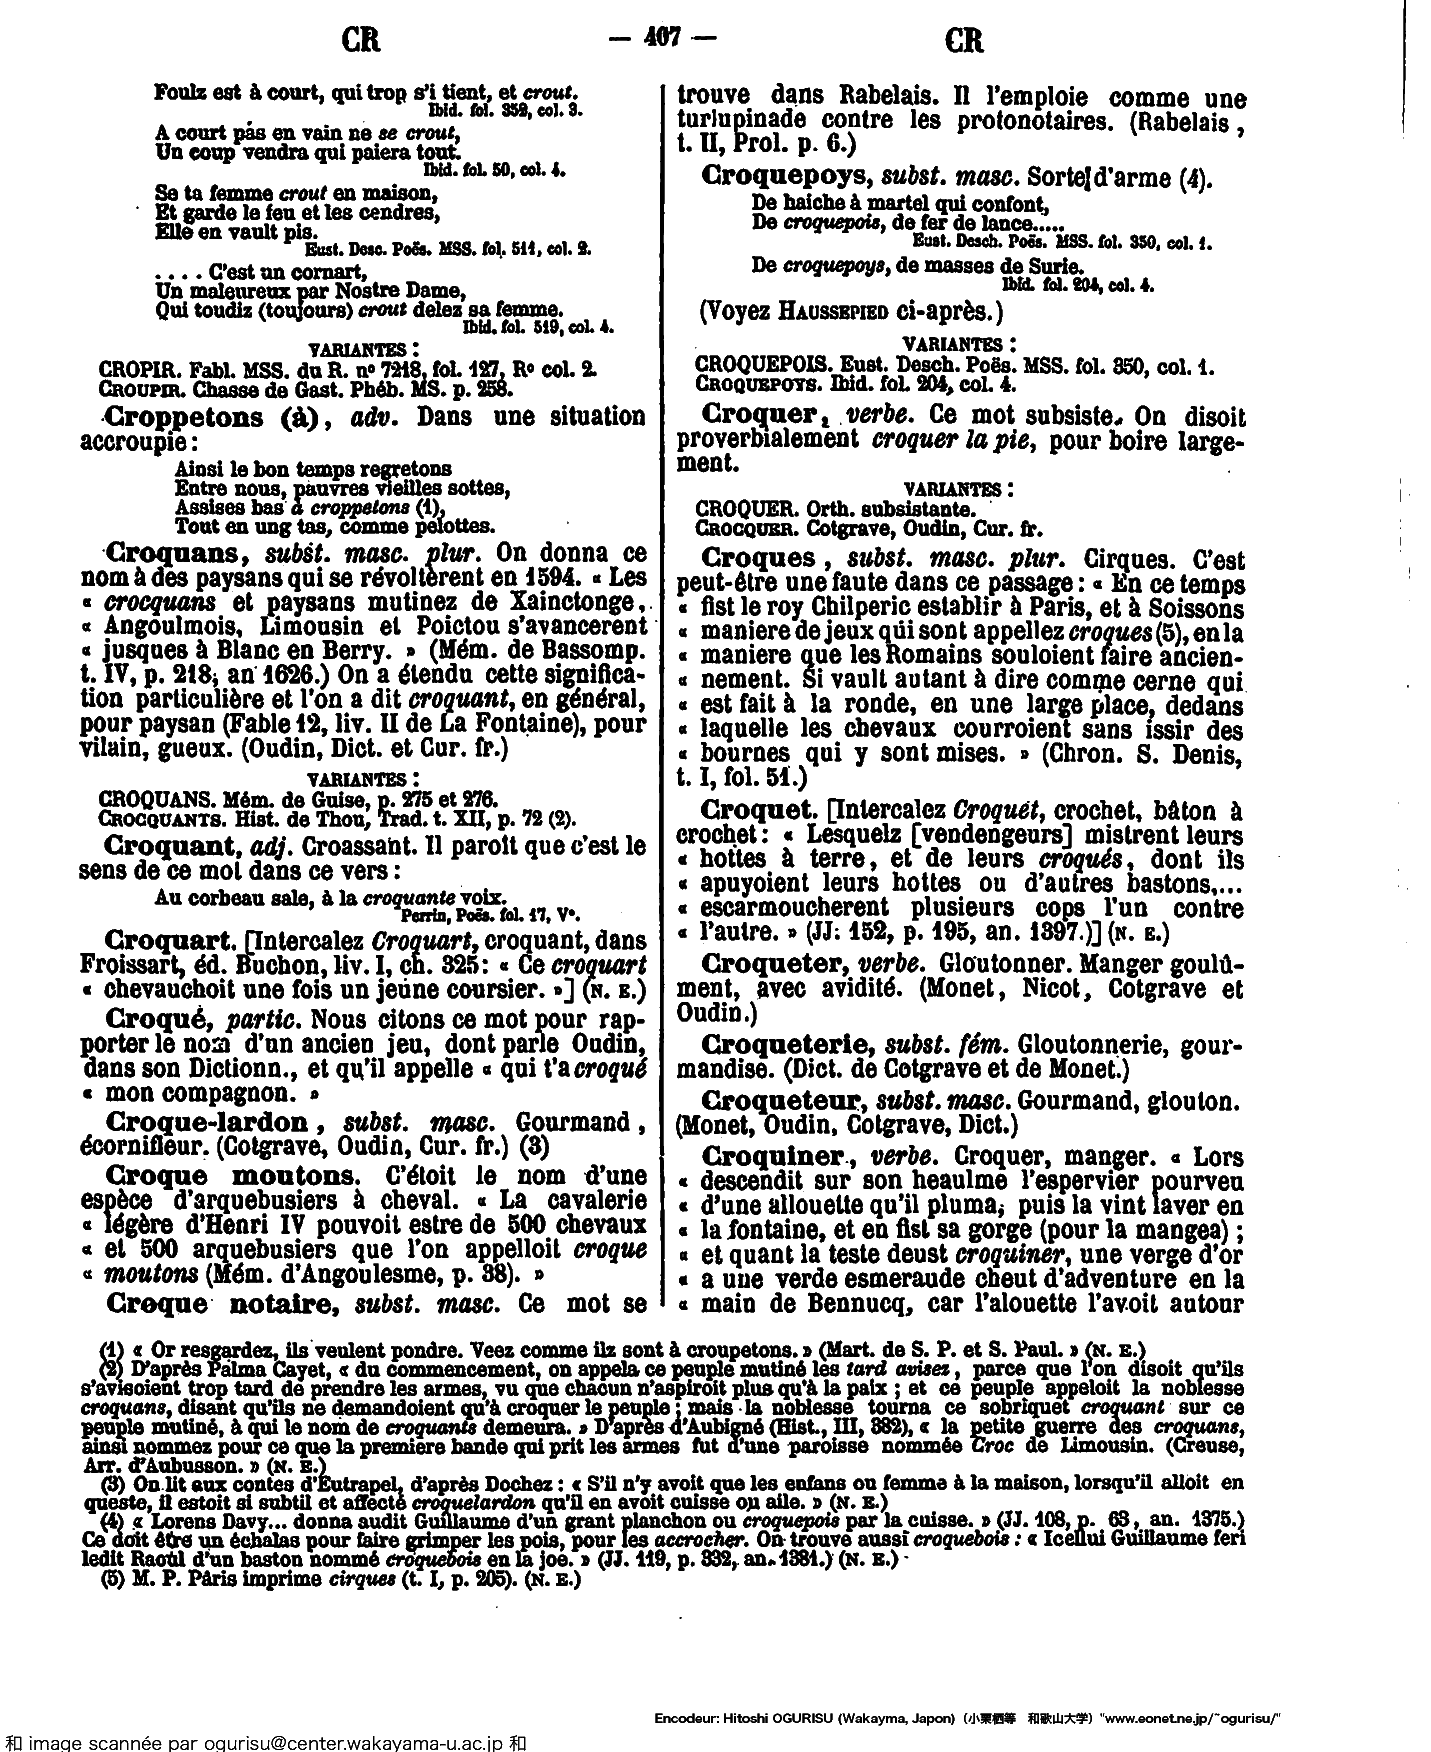 CR — 407 — CR
Foulz est à court, qui trop s'i tient, et crout.
Ibid. fol. 352, col. 3.
A court pas en vain ne se crout,
Un coup vendra qui paiera tout.
Ibid. fol. 50, col. 4.
Se ta femme crout en maison,
Et garde le feu et les cendres,
Elle en vault pis.
Eust. Desc. Poës. MSS. fol. 511, col. 2.
.... C'est un cornart,
Un maleureux par Nostre Dame,
Qui toudiz (toujours) crout delez sa femme.
Ibid. fol. 519, col. 4.
VARIANTES :
CROPIR. Fabl. MSS. du R. nº 7218, fol. 127, Rº col. 2.
CROUPIR. Chasse de Gast. Phéb. MS. p. 258.
Croppetons (à), adv. Dans une situation
accroupie :
Ainsi le bon temps regretons
Entre nous, pauvres vieilles sottes,
Assises bas à croppetons (1),
Tout en ung tas, comme pelottes.
Croquans, subst. masc. plur. On donna ce
nom à des paysans qui se révoltèrent en 1594. « Les
« crocquans et paysans mutinez de Xainctonge,
« Angoulmois, Limousin et Poictou s'avancerent
« jusques à Blanc en Berry. » (Mém. de Bassomp.
t. IV, p. 218, an 1626.) On a étendu cette significa-
tion particulière et l'on a dit croquant, en général,
pour paysan (Fable 12, liv. II de La Fontaine), pour
vilain, gueux. (Oudin, Dict. et Cur. fr.)
VARIANTES :
CROQUANS. Mém. de Guise, p. 275 et 276.
CROCQUANTS. Hist. de Thou, Trad. t. XII, p. 72 (2).
Croquant, adj. Croassant. Il paroît que c'est le
sens de ce mot dans ce vers :
Au corbeau sale, à la croquante voix.
Perrin, Poës. fol. 17, Vº.
Croquart. [Intercalez Croquart, croquant, dans
Froissart, éd. Buchon, liv. I, ch. 325 : « Ce croquart
« chevauchoit une fois un jeune coursier. »] (N. E.)
Croqué, partic. Nous citons ce mot pour rap-
porter le nom d'un ancien jeu, dont parle Oudin,
dans son Dictionn., et qu'il appelle « qui t'a croqué
« mon compagnon. »
Croque-lardon, subst. masc. Gourmand,
écornifleur. (Cotgrave, Oudin, Cur. fr.) (3)
Croque moutons. C'étoit le nom d'une
espèce d'arquebusiers à cheval. « La cavalerie
« légère d'Henri IV pouvoit estre de 500 chevaux
« et 500 arquebusiers que l'on appelloit croque
« moutons (Mém. d'Angoulesme, p. 38). »
Croque notaire, subst. masc. Ce mot se
trouve dans Rabelais. Il l'emploie comme une
turlupinade contre les protonotaires. (Rabelais,
t. II, Prol. p. 6.)
Croquepoys, subst. masc. Sorte d'arme (4).
De haiche à martel qui confont,
De croquepois, de fer de lance.....
Eust. Desch. Poës. MSS. fol. 350, col. 1.
De croquepoys, de masses de Surie.
Ibid. fol. 204, col. 4.
(Voyez HAUSSEPIED ci-après.)
VARIANTES :
CROQUEPOIS. Eust. Desch. Poës. MSS. fol. 350, col. 1.
CROQUEPOYS. Ibid. fol. 204, col. 4.
Croquer, verbe. Ce mot subsiste. On disoit
proverbialement croquer la pie, pour boire large-
ment.
VARIANTES :
CROQUER. Orth. subsistante.
CROCQUER. Cotgrave, Oudin, Cur. fr.
Croques, subst. masc. plur. Cirques. C'est
peut-être une faute dans ce passage : « En ce temps
« fist le roy Chilperic establir à Paris, et à Soissons
« maniere de jeux qui sont appellez croques (5), en la
« maniere que les Romains souloient faire ancien-
« nement. Si vault autant à dire comme cerne qui
« est fait à la ronde, en une large place, dedans
« laquelle les chevaux courroient sans issir des
« bournes qui y sont mises. » (Chron. S. Denis,
t. I, fol. 51.)
Croquet. [Intercalez Croquet, crochet, bâton à
crochet : « Lesquelz [vendengeurs] mistrent leurs
« hottes à terre, et de leurs croqués, dont ils
« apuyoient leurs hottes ou d'autres bastons,...
« escarmoucherent plusieurs cops l'un contre
« l'autre. » (JJ. 152, p. 195, an. 1397.)] (N. E.)
Croqueter, verbe. Gloutonner. Manger goulû-
ment, avec avidité. (Monet, Nicot, Cotgrave et
Oudin.)
Croqueterie, subst. fém. Gloutonnerie, gour-
mandise. (Dict. de Cotgrave et de Monet.)
Croqueteur, subst. masc. Gourmand, glouton.
(Monet, Oudin, Cotgrave, Dict.)
Croquiner, verbe. Croquer, manger. « Lors
« descendit sur son heaulme l'espervier pourveu
« d'une allouette qu'il pluma, puis la vint laver en
« la fontaine, et en fist sa gorge (pour la mangea) ;
« et quant la teste deust croquiner, une verge d'or
« a une verde esmeraude cheut d'adventure en la
« main de Bennucq, car l'alouette l'avoit autour
(1) « Or resgardez, ils veulent pondre. Veez comme ilz sont à croupetons. » (Mart. de S. P. et S. Paul. » (N. E.)
(2) D'après Palma Cayet, « du commencement, on appela ce peuple mutiné les tard avisez, parce que l'on disoit qu'ils
s'avisoient trop tard de prendre les armes, vu que chacun n'aspiroit plus qu'à la paix ; et ce peuple appeloit la noblesse
croquans, disant qu'ils ne demandoient qu'à croquer le peuple ; mais la noblesse tourna ce sobriquet croquant sur ce
peuple mutiné, à qui le nom de croquants demeura. » D'après d'Aubigné (Hist., III, 382), « la petite guerre des croquans,
ainsi nommez pour ce que la premiere bande qui prit les armes fut d'une paroisse nommée Croc de Limousin. (Creuse,
Arr. d'Aubusson. » (N. E.)
(3) On lit aux contes d'Eutrapel, d'après Dochez : « S'il n'y avoit que les enfans ou femme à la maison, lorsqu'il alloit en
queste, il estoit si subtil et affecté croquelardon qu'il en avoit cuisse ou aile. » (N. E.)
(4) « Lorens Davy... donna audit Guillaume d'un grant planchon ou croquepois par la cuisse. » (JJ. 108, p. 63, an. 1375.)
Ce doit être un échalas pour faire grimper les pois, pour les accrocher. On trouve aussi croquebois : « Icellui Guillaume feri
ledit Raoul d'un baston nommé croquebois en la joe. » (JJ. 119, p. 332, an. 1381.) (N. E.)
(5) M. P. Pâris imprime cirques (t. I, p. 205). (N. E.)
Encodeur: Hitoshi OGURISU (Wakayma, Japon)（小栗栖等 和歌山大学）"www.eonet.ne.jp/~ogurisu/"
和 image scannée par ogurisu@center.wakayama-u.ac.jp 和